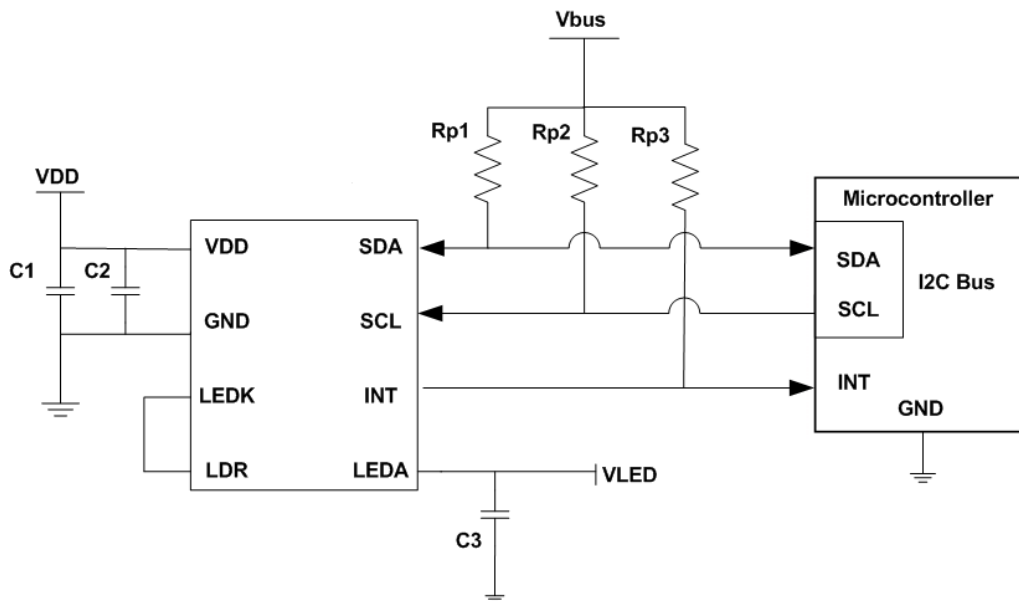 Vbus
Rp1
Rp2
Rp3
VDD
C1
C2
VDD
GND
LEDK
LDR
SDA
SCL
INT
LEDA
VLED
C3
Microcontroller
SDA
SCL
I2C Bus
INT
GND